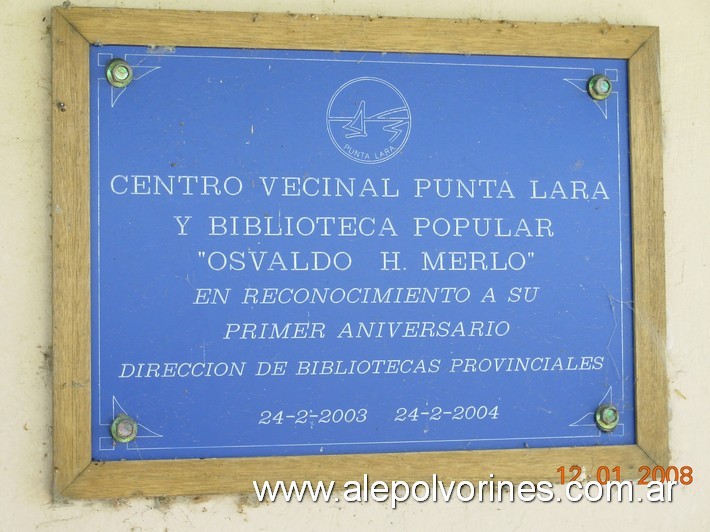 PUNTA LARA
CENTRO VECINAL PUNTA LARA
Y BIBLIOTECA POPULAR
"OSVALDO H. MERLO"
EN RECONOCIMIENTO A SU
PRIMER ANIVERSARIO
DIRECCION DE BIBLIOTECAS PROVINCIALES
24-2-2003 24-2-2004
12.01.2008
www.alepolvorines.com.ar